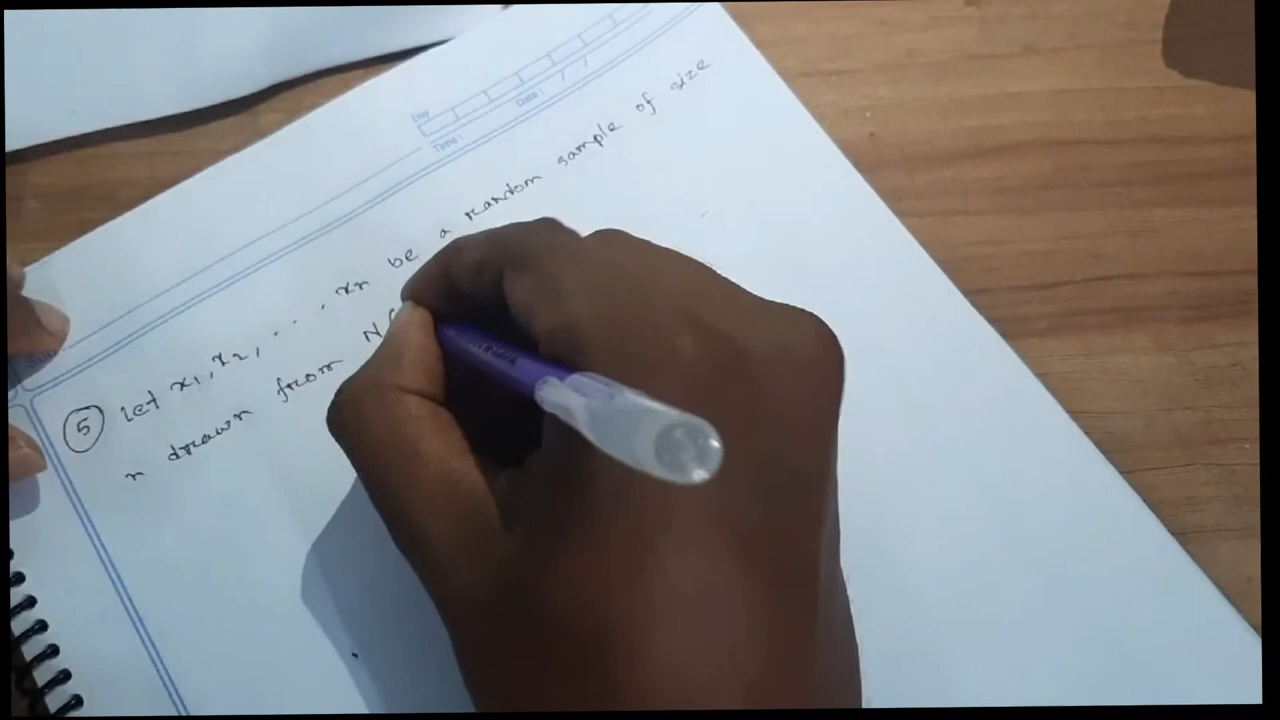 Day
Time:
Date: / /
5 Let x1, x2, ... xn be a random sample of size
n drawn from N(